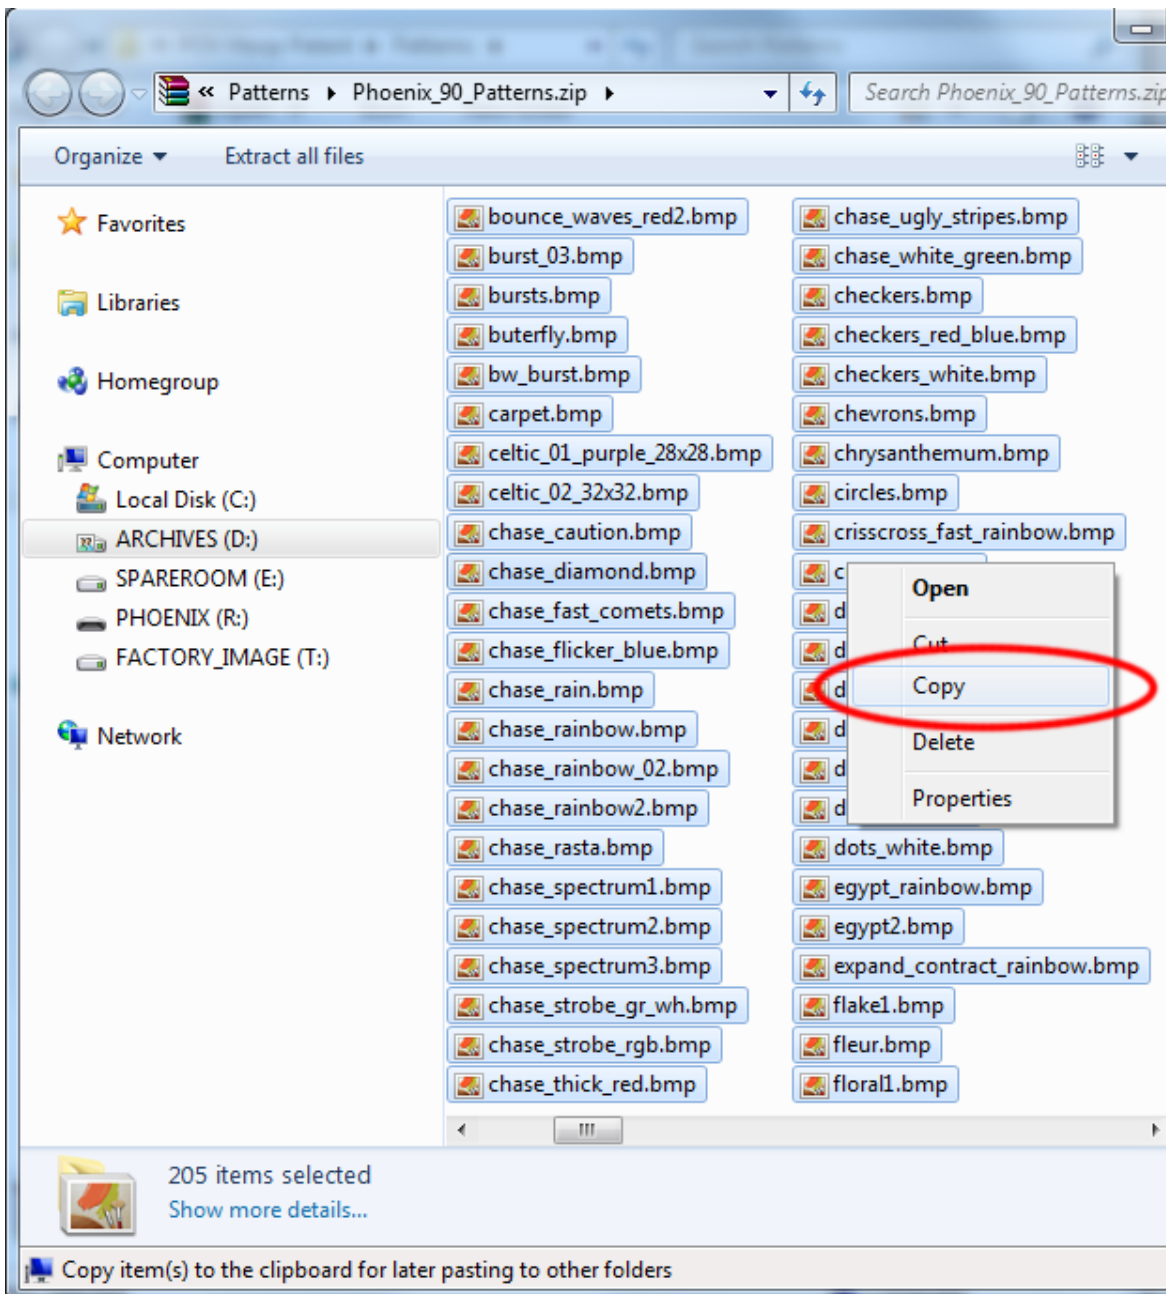 « Patterns Phoenix_90_Patterns.zip Search Phoenix_90_Patterns.zip
Organize Extract all files
Favorites
Libraries
Homegroup
Computer
Local Disk (C:)
ARCHIVES (D:)
SPAREROOM (E:)
PHOENIX (R:)
FACTORY_IMAGE (T:)
Network
bounce_waves_red2.bmp
burst_03.bmp
bursts.bmp
buterfly.bmp
bw_burst.bmp
carpet.bmp
celtic_01_purple_28x28.bmp
celtic_02_32x32.bmp
chase_caution.bmp
chase_diamond.bmp
chase_fast_comets.bmp
chase_flicker_blue.bmp
chase_rain.bmp
chase_rainbow.bmp
chase_rainbow_02.bmp
chase_rainbow2.bmp
chase_rasta.bmp
chase_spectrum1.bmp
chase_spectrum2.bmp
chase_spectrum3.bmp
chase_strobe_gr_wh.bmp
chase_strobe_rgb.bmp
chase_thick_red.bmp
chase_ugly_stripes.bmp
chase_white_green.bmp
checkers.bmp
checkers_red_blue.bmp
checkers_white.bmp
chevrons.bmp
chrysanthemum.bmp
circles.bmp
crisscross_fast_rainbow.bmp
c
d
d
d
d
d
d
dots_white.bmp
egypt_rainbow.bmp
egypt2.bmp
expand_contract_rainbow.bmp
flake1.bmp
fleur.bmp
floral1.bmp
Open
Cut
Copy
Delete
Properties
205 items selected
Show more details...
Copy item(s) to the clipboard for later pasting to other folders